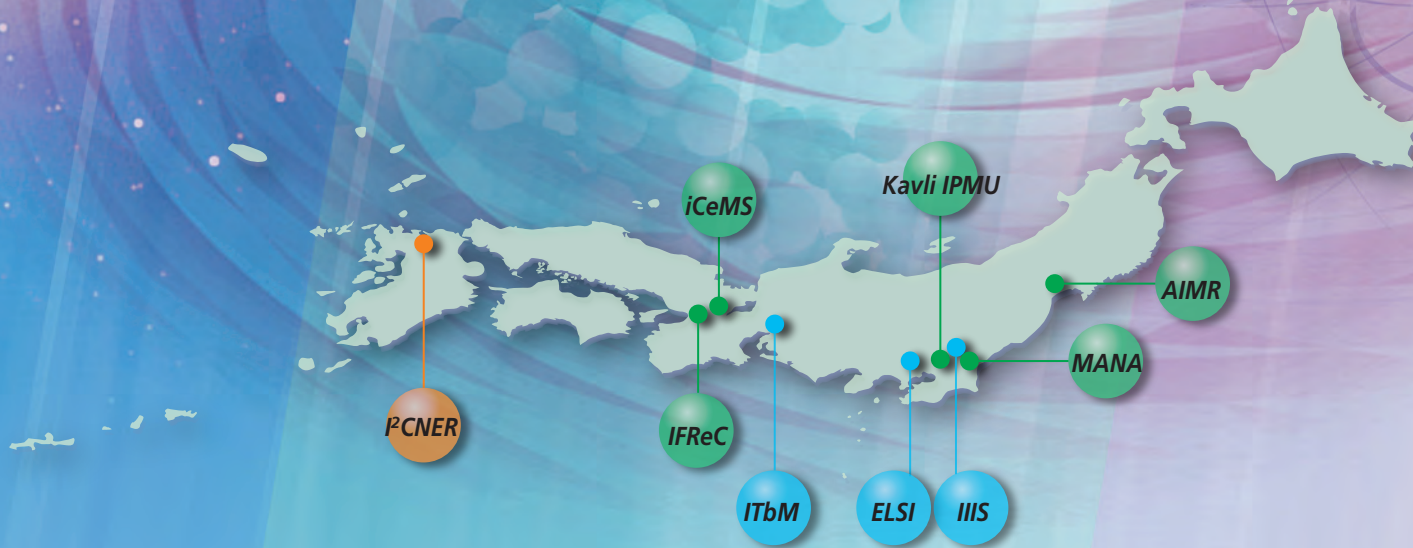 Kavli IPMU
iCeMS
AIMR
MANA
I²CNER
IFReC
ITbM
ELSI
IIIS